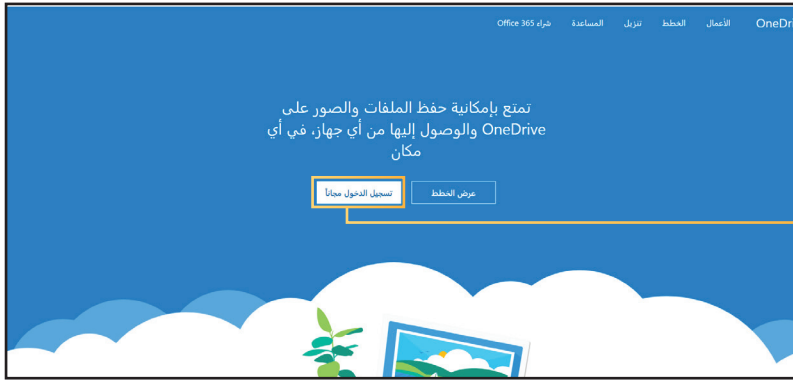 OneDri الأعمال الخطط تنزيل المساعدة شراء Office 365
تمتع بإمكانية حفظ الملفات والصور على
OneDrive والوصول إليها من أي جهاز، في أي
مكان
عرض الخطط تسجيل الدخول مجاناً